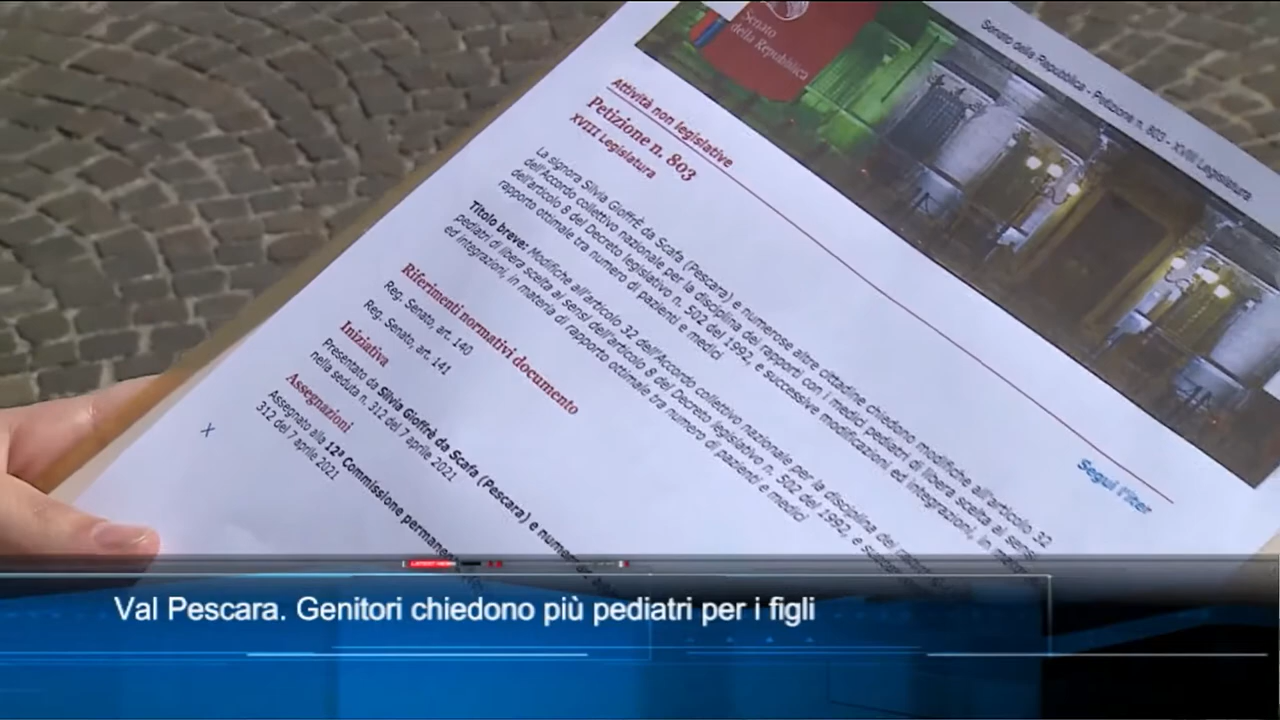 Senato
della Repubblica
Senato della Repubblica - Petizione n. 803 - XVIII Legislatura
Attività non legislative
Petizione n. 803
XVIII Legislatura
Segui l'iter
La signora Silvia GioffrÈ da Scafa (Pescara) e numerose altre cittadine chiedono modifiche all'articolo 32
dell'Accordo collettivo nazionale per la disciplina dei rapporti con i medici pediatri di libera scelta ai sensi
dell'articolo 8 del Decreto legislativo n. 502 del 1992, e successive modificazioni ed integrazioni, in
rapporto ottimale tra numero di pazienti e medici
Titolo breve: Modifiche all'articolo 32 dell'Accordo collettivo nazionale per la disciplina dei
pediatri di libera scelta ai sensi dell'articolo 8 del Decreto legislativo n. 502 del 1992, e
ed integrazioni, in materia di rapporto ottimale tra numero di pazienti e medici
Riferimenti normativi documento
Reg. Senato, art. 140
Reg. Senato, art. 141
Iniziativa
Presentato da Silvia Gioffrè da Scafa (Pescara) e
nella seduta n. 312 del 7 aprile 2021
Assegnazioni
Assegnato alla 12ª Commissione
312 del 7 aprile 2021
LATEST NEWS
Val Pescara. Genitori chiedono più pediatri per i figli